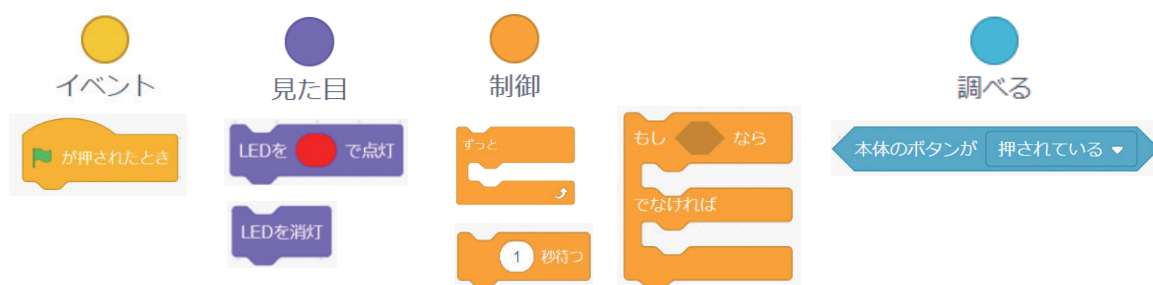 イベント
見た目
制御
調べる
が押されたとき
LEDを で点灯
LEDを消灯
ずっと
1 秒待つ
もし なら
でなければ
本体のボタンが 押されている